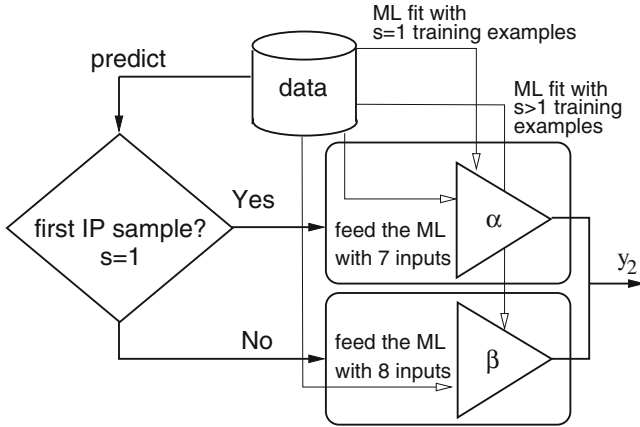 ML fit with
s=1 training examples
predict
data
ML fit with
s>1 training
examples
first IP sample?
s=1
Yes
feed the ML
with 7 inputs
α
y₂
No
feed the ML
with 8 inputs
β